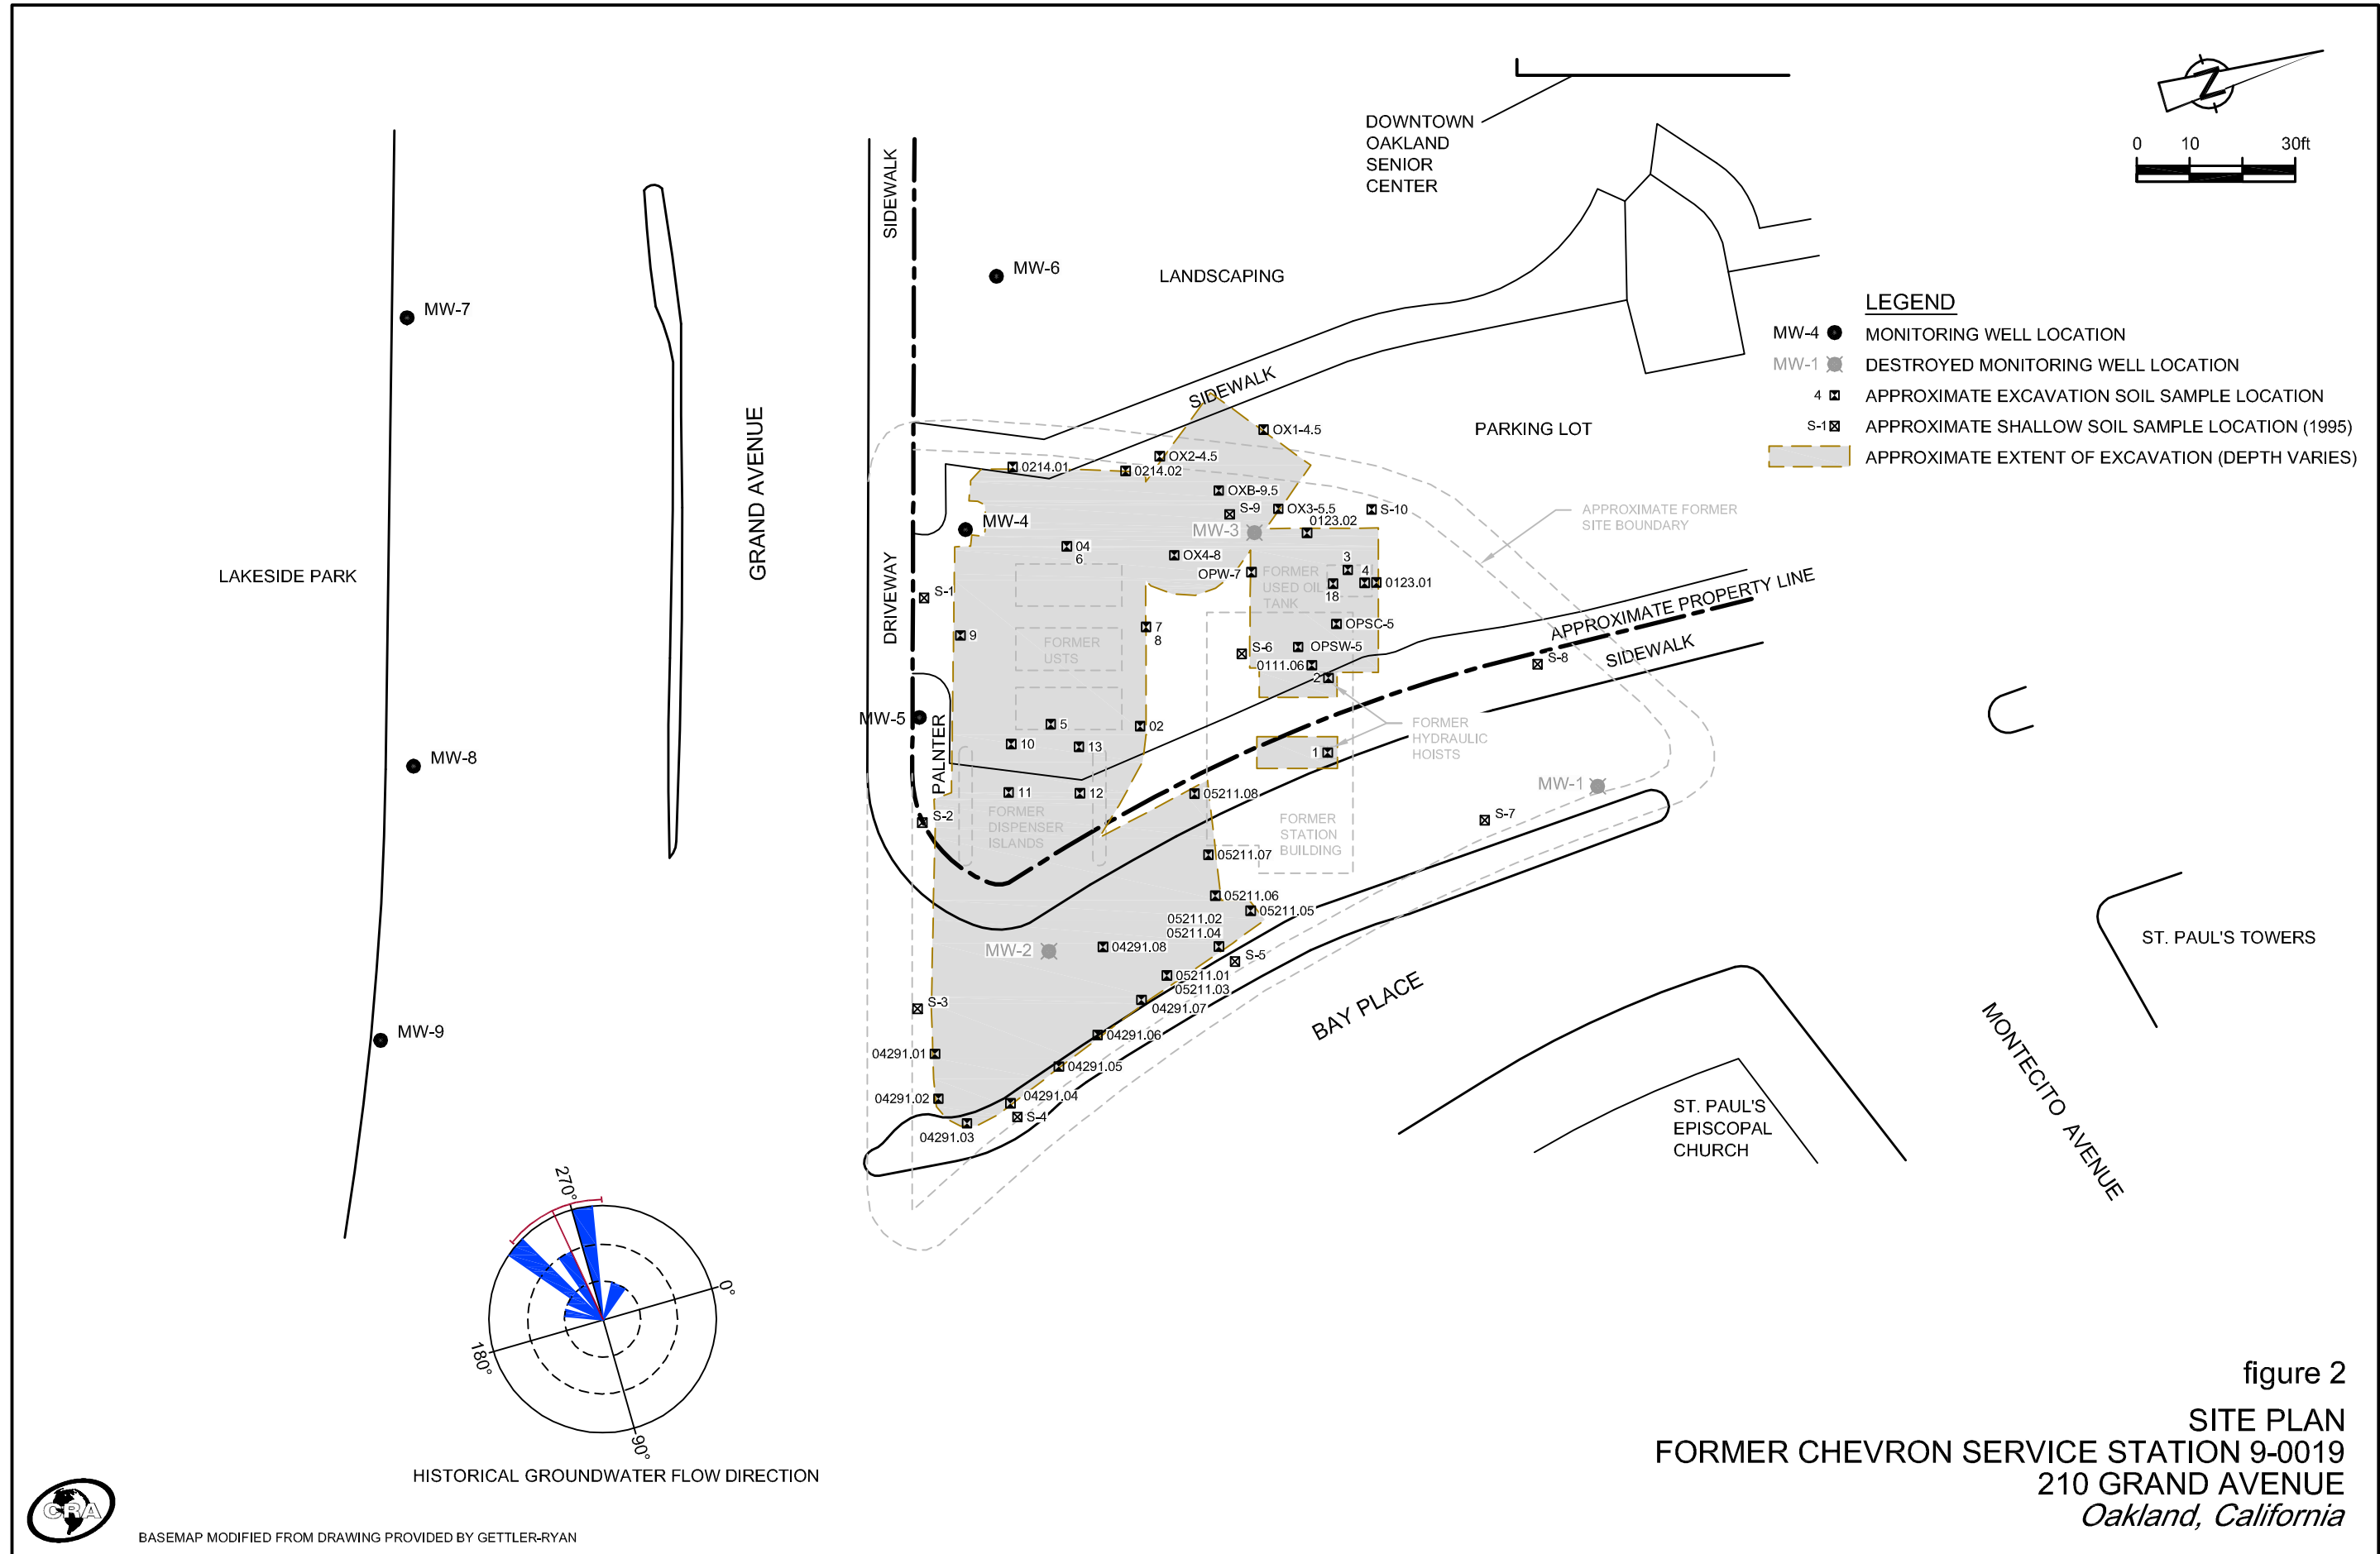 DOWNTOWN
OAKLAND
SENIOR
CENTER
Z
0 10 30ft
SIDEWALK
MW-6
LANDSCAPING
MW-7
LEGEND
MW-4 MONITORING WELL LOCATION
MW-1 DESTROYED MONITORING WELL LOCATION
4 APPROXIMATE EXCAVATION SOIL SAMPLE LOCATION
S-1 APPROXIMATE SHALLOW SOIL SAMPLE LOCATION (1995)
APPROXIMATE EXTENT OF EXCAVATION (DEPTH VARIES)
SIDEWALK
PARKING LOT
GRAND AVENUE
OX1-4.5
OX2-4.5
0214.01
0214.02
OXB-9.5
S-9
OX3-5.5
S-10
APPROXIMATE FORMER
SITE BOUNDARY
MW-4
MW-3
0123.02
04
6
OX4-8
OPW-7
FORMER
USED OIL
TANK
3
4
18
0123.01
LAKESIDE PARK
DRIVEWAY
S-1
9
7
8
OPSC-5
OPSW-5
S-6
0111.06
2
FORMER
USTS
APPROXIMATE PROPERTY LINE
SIDEWALK
S-8
MW-5
PALNTER
5
02
10
13
FORMER
HYDRAULIC
HOISTS
1
MW-8
MW-1
11
12
05211.08
S-2
FORMER
DISPENSER
ISLANDS
FORMER
STATION
BUILDING
S-7
05211.07
05211.06
05211.05
05211.02
05211.04
MW-2
04291.08
S-5
05211.01
05211.03
04291.07
S-3
MW-9
04291.06
04291.01
04291.05
04291.02
04291.04
S-4
04291.03
BAY PLACE
ST. PAUL'S TOWERS
MONTECITO AVENUE
ST. PAUL'S
EPISCOPAL
CHURCH
270°
0°
180°
90°
HISTORICAL GROUNDWATER FLOW DIRECTION
figure 2
SITE PLAN
FORMER CHEVRON SERVICE STATION 9-0019
210 GRAND AVENUE
Oakland, California
CRA
BASEMAP MODIFIED FROM DRAWING PROVIDED BY GETTLER-RYAN